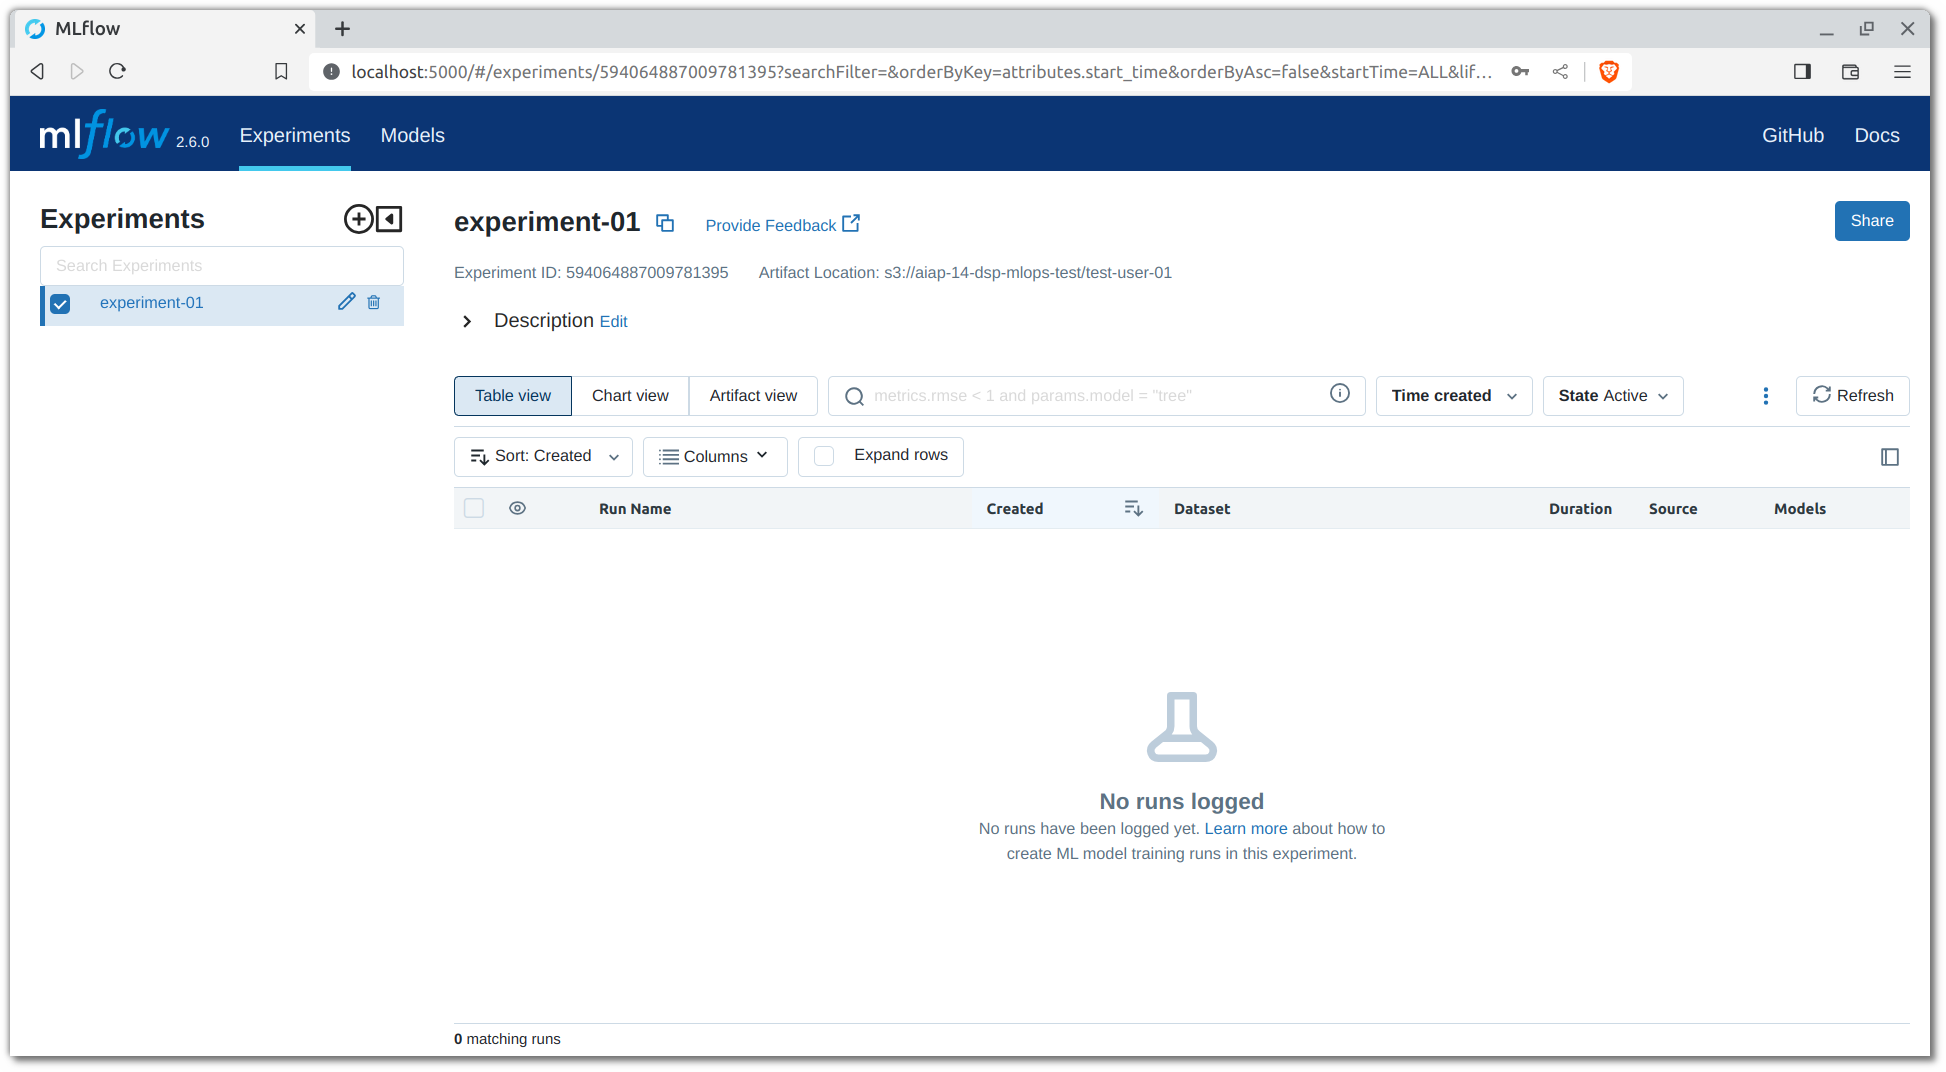 MLflow
localhost:5000/#/experiments/594064887009781395?searchFilter=&orderByKey=attributes.start_time&orderByAsc=false&startTime=ALL&lif...
mlflow 2.6.0 Experiments Models GitHub Docs
Experiments
Search Experiments
experiment-01
experiment-01 Provide Feedback Share
Experiment ID: 594064887009781395 Artifact Location: s3://aiap-14-dsp-mlops-test/test-user-01
Description Edit
Table view Chart view Artifact view metrics.rmse < 1 and params.model = "tree" Time created State Active Refresh
Sort: Created Columns Expand rows
Run Name Created Dataset Duration Source Models
No runs logged
No runs have been logged yet. Learn more about how to
create ML model training runs in this experiment.
0 matching runs